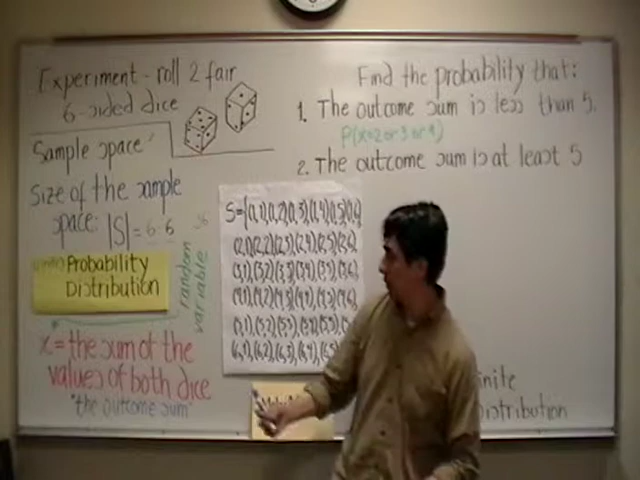 Experiment - roll 2 fair
6-sided dice
Sample space:
Size of the sample
space: |S| = 6·6
Probability
Distribution
random
variable
x = the sum of the
values of both dice
"the outcome sum"
S={(1,1),(1,2),(1,3),(1,4),(1,5),(1,6)
(2,1),(2,2),(2,3),(2,4),(2,5),(2,6),
(3,1),(3,2),(3,3),(3,4),(3,5),(3,6),
(4,1),(4,2),(4,3),(4,4),(4,5),(4,6),
(5,1),(5,2),(5,3),(5,4),(5,5),
(6,1),(6,2),(6,3),(6,4),(6,5)
Find the probability that:
1. The outcome sum is less than 5.
P(x=2 or 3 or 4)
2. The outcome sum is at least 5
inite
Distribution